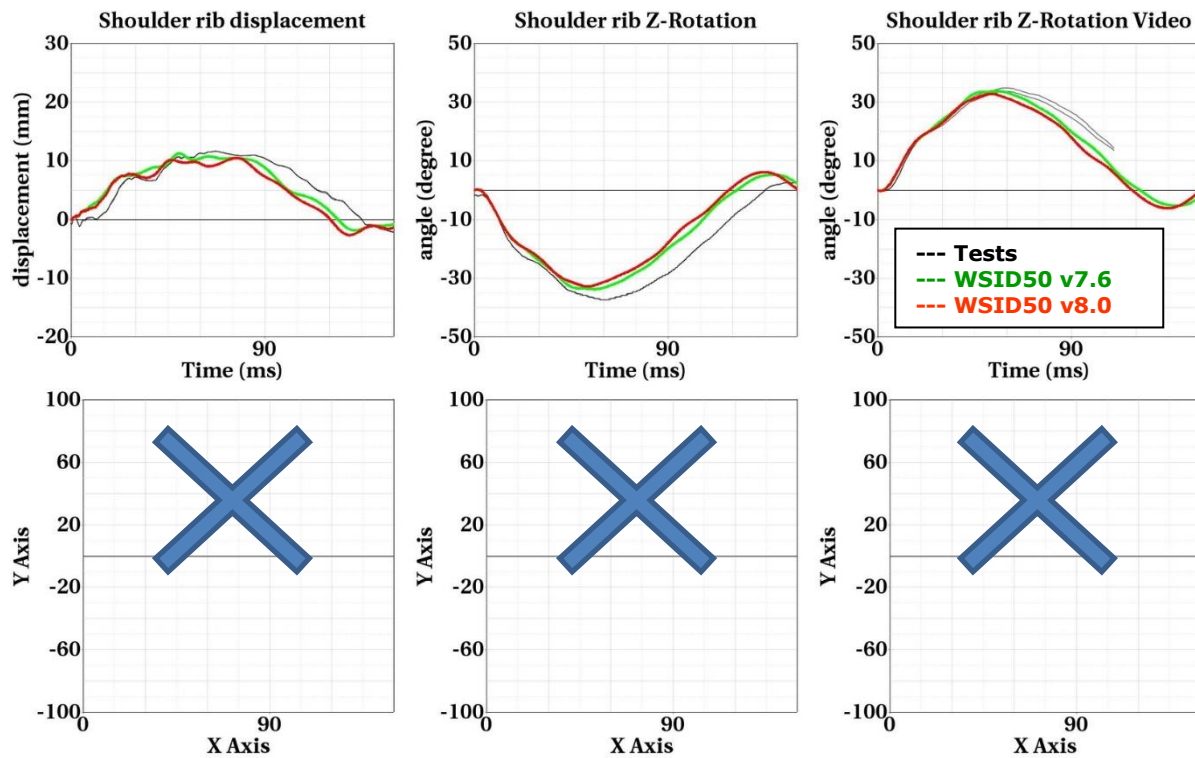 Shoulder rib displacement
30
20
10
0
-10
-20
displacement (mm)
0
90
Time (ms)
Shoulder rib Z-Rotation
50
30
10
-10
-30
-50
angle (degree)
0
90
Time (ms)
Shoulder rib Z-Rotation Video
50
30
10
-10
-30
-50
angle (degree)
0
90
Time (ms)
--- Tests
--- WSID50 v7.6
--- WSID50 v8.0
100
60
20
-20
-60
-100
Y Axis
0
90
X Axis
100
60
20
-20
-60
-100
Y Axis
0
90
X Axis
100
60
20
-20
-60
-100
Y Axis
0
90
X Axis